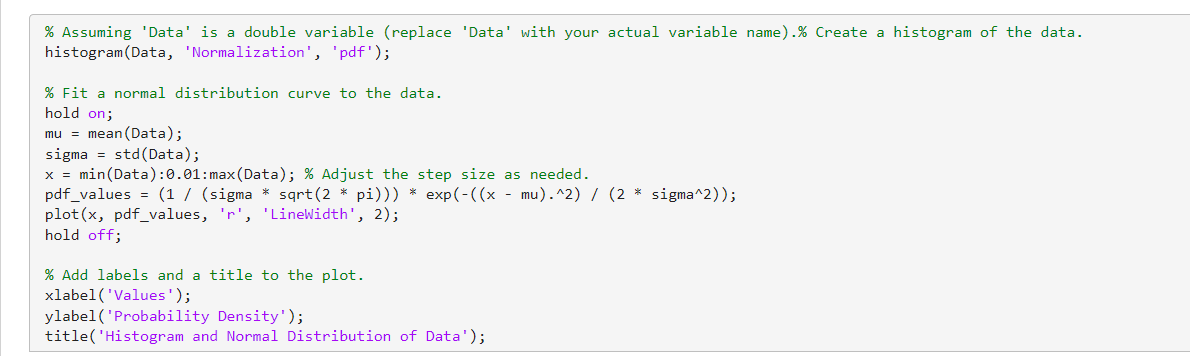 % Assuming 'Data' is a double variable (replace 'Data' with your actual variable name).% Create a histogram of the data.
histogram(Data, 'Normalization', 'pdf');
% Fit a normal distribution curve to the data.
hold on;
mu = mean(Data);
sigma = std(Data);
x = min(Data):0.01:max(Data); % Adjust the step size as needed.
pdf_values = (1 / (sigma * sqrt(2 * pi))) * exp(-((x - mu).^2) / (2 * sigma^2));
plot(x, pdf_values, 'r', 'LineWidth', 2);
hold off;
% Add labels and a title to the plot.
xlabel('Values');
ylabel('Probability Density');
title('Histogram and Normal Distribution of Data');